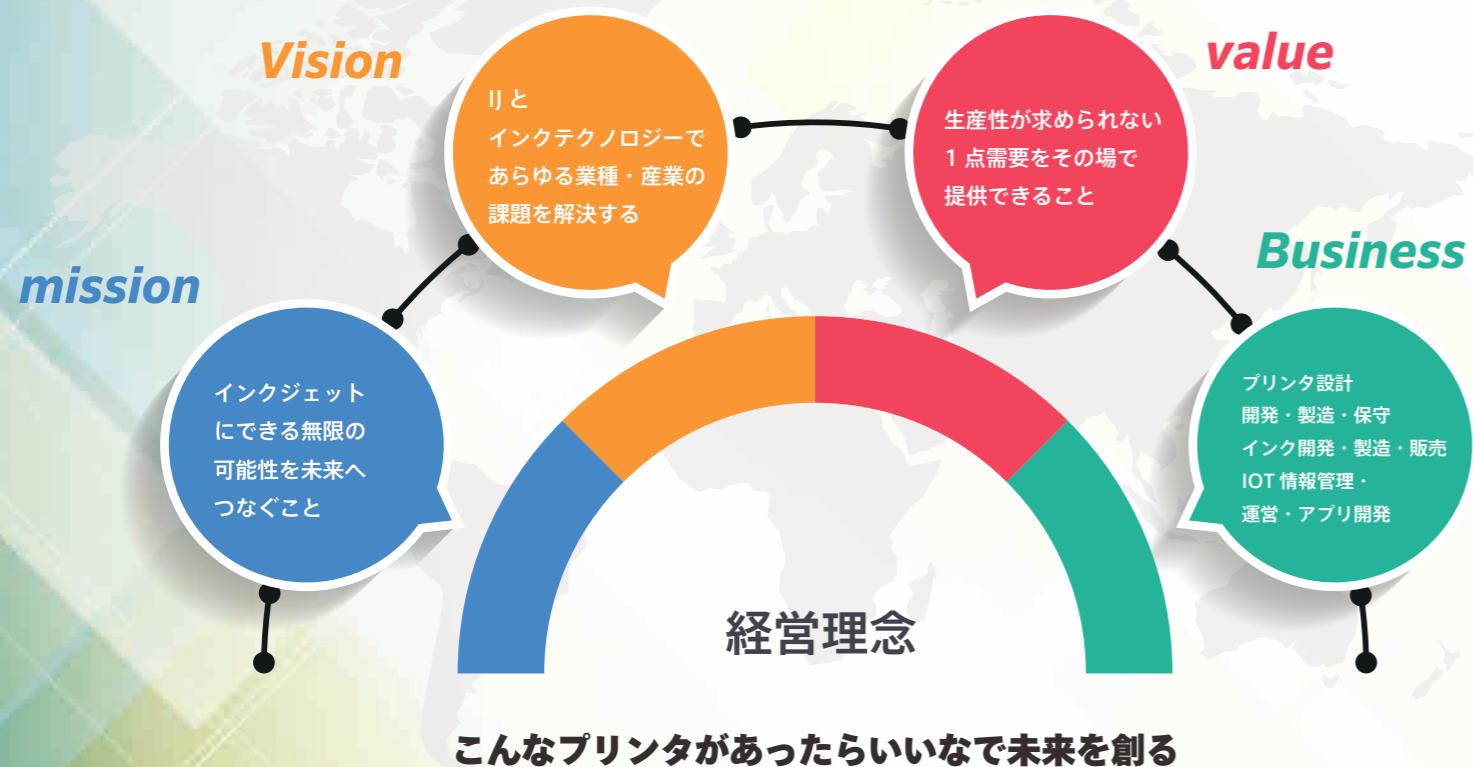 Vision
IJ と
インクテクノロジーで
あらゆる業種・産業の
課題を解決する
value
生産性が求められない
1 点需要をその場で
提供できること
mission
インクジェット
にできる無限の
可能性を未来へ
つなぐこと
Business
プリンタ設計
開発・製造・保守
インク開発・製造・販売
IOT 情報管理・
運営・アプリ開発
経営理念
こんなプリンタがあったらいいなで未来を創る